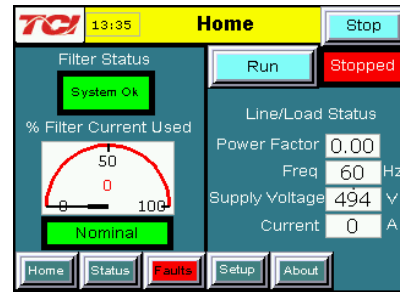 TCI 13:35 Home Stop
Filter Status
System Ok
Run Stopped
% Filter Current Used
50
0
0 100
Nominal
Line/Load Status
Power Factor 0.00
Freq 60 Hz
Supply Voltage 494 V
Current 0 A
Home Status Faults Setup About